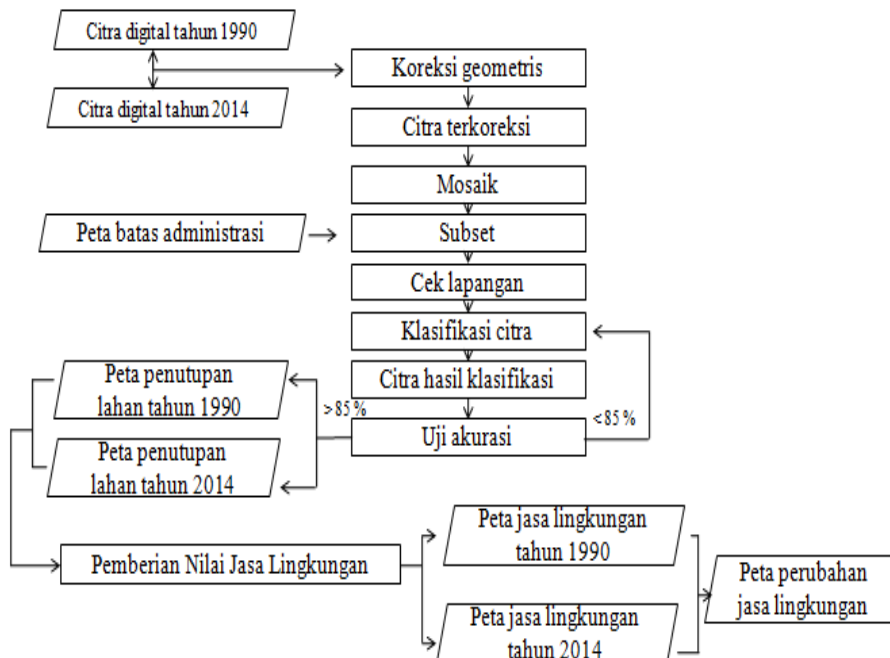 Citra digital tahun 1990
Citra digital tahun 2014
Koreksi geometris
Citra terkoreksi
Mosaik
Peta batas administrasi
Subset
Cek lapangan
Klasifikasi citra
Citra hasil klasifikasi
Uji akurasi
<85 %
>85 %
Peta penutupan
lahan tahun 1990
Peta penutupan
lahan tahun 2014
Pemberian Nilai Jasa Lingkungan
Peta jasa lingkungan
tahun 1990
Peta jasa lingkungan
tahun 2014
Peta perubahan
jasa lingkungan